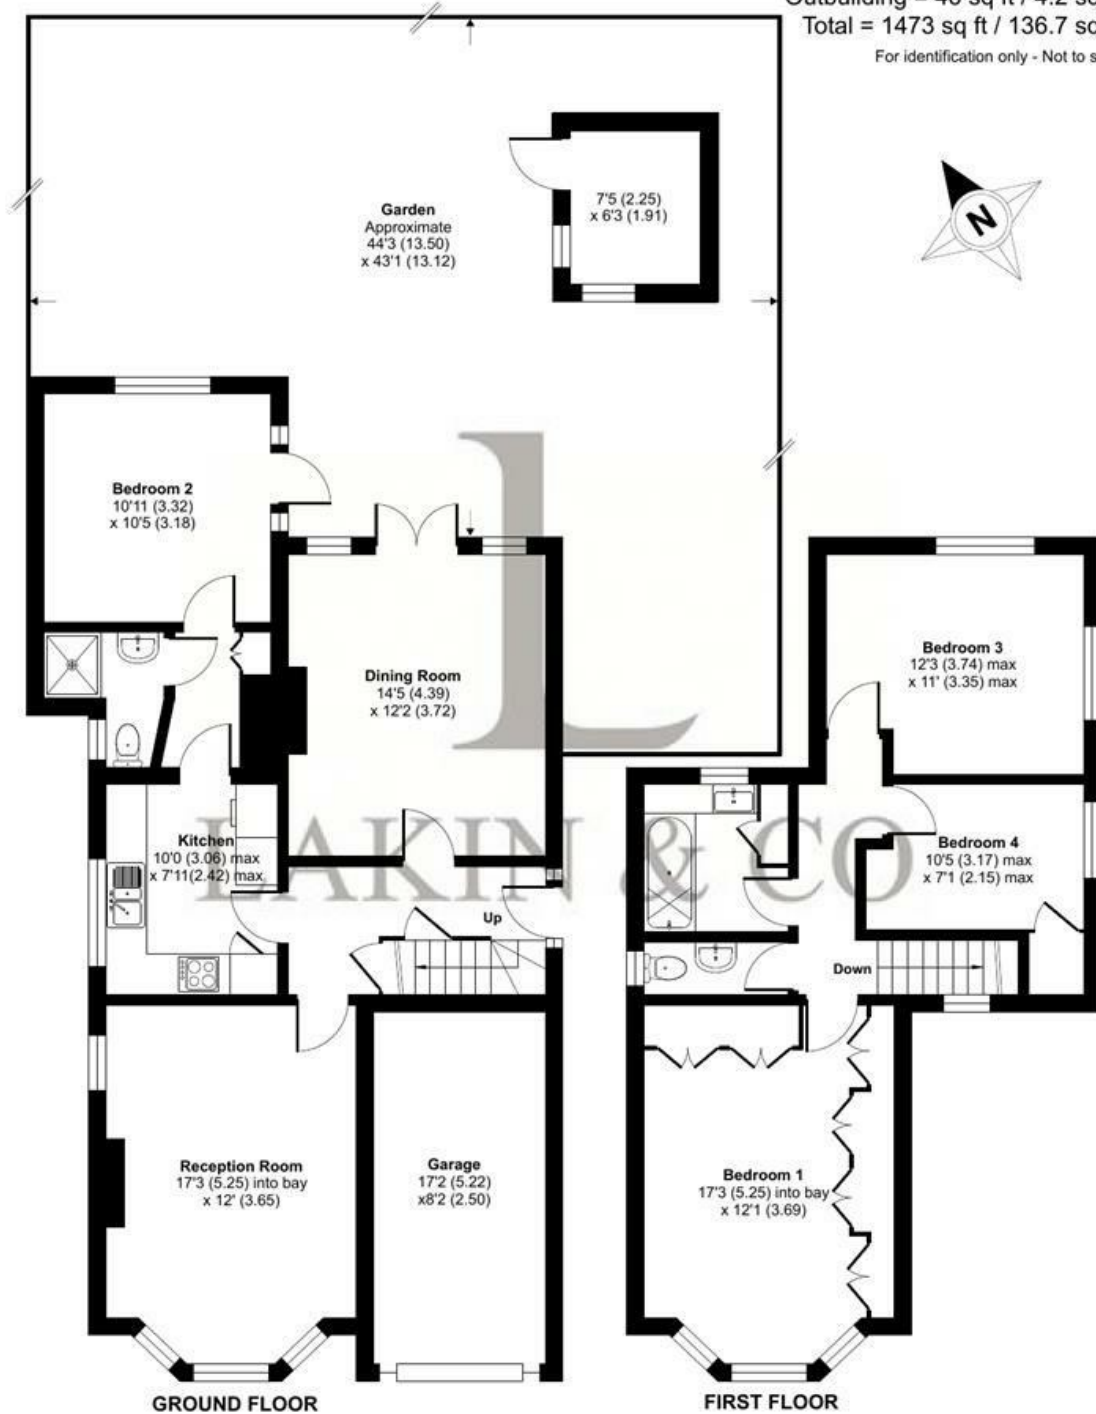 Total = 1473 sq ft / 136.7
For identification only - Not to
N
Garden
Approximate
44'3 (13.50)
x 43'1 (13.12)
7'5 (2.25)
x 6'3 (1.91)
Bedroom 2
10'11 (3.32)
x 10'5 (3.18)
Dining Room
14'5 (4.39)
x 12'2 (3.72)
Bedroom 3
12'3 (3.74) max
x 11' (3.35) max
Kitchen
10'0 (3.06) max
x 7'11(2.42) max
Bedroom 4
10'5 (3.17) max
x 7'1 (2.15) max
L
LAKIN & CO
Up
Down
Reception Room
17'3 (5.25) into bay
x 12' (3.65)
Garage
17'2 (5.22)
x8'2 (2.50)
Bedroom 1
17'3 (5.25) into bay
x 12'1 (3.69)
GROUND FLOOR
FIRST FLOOR